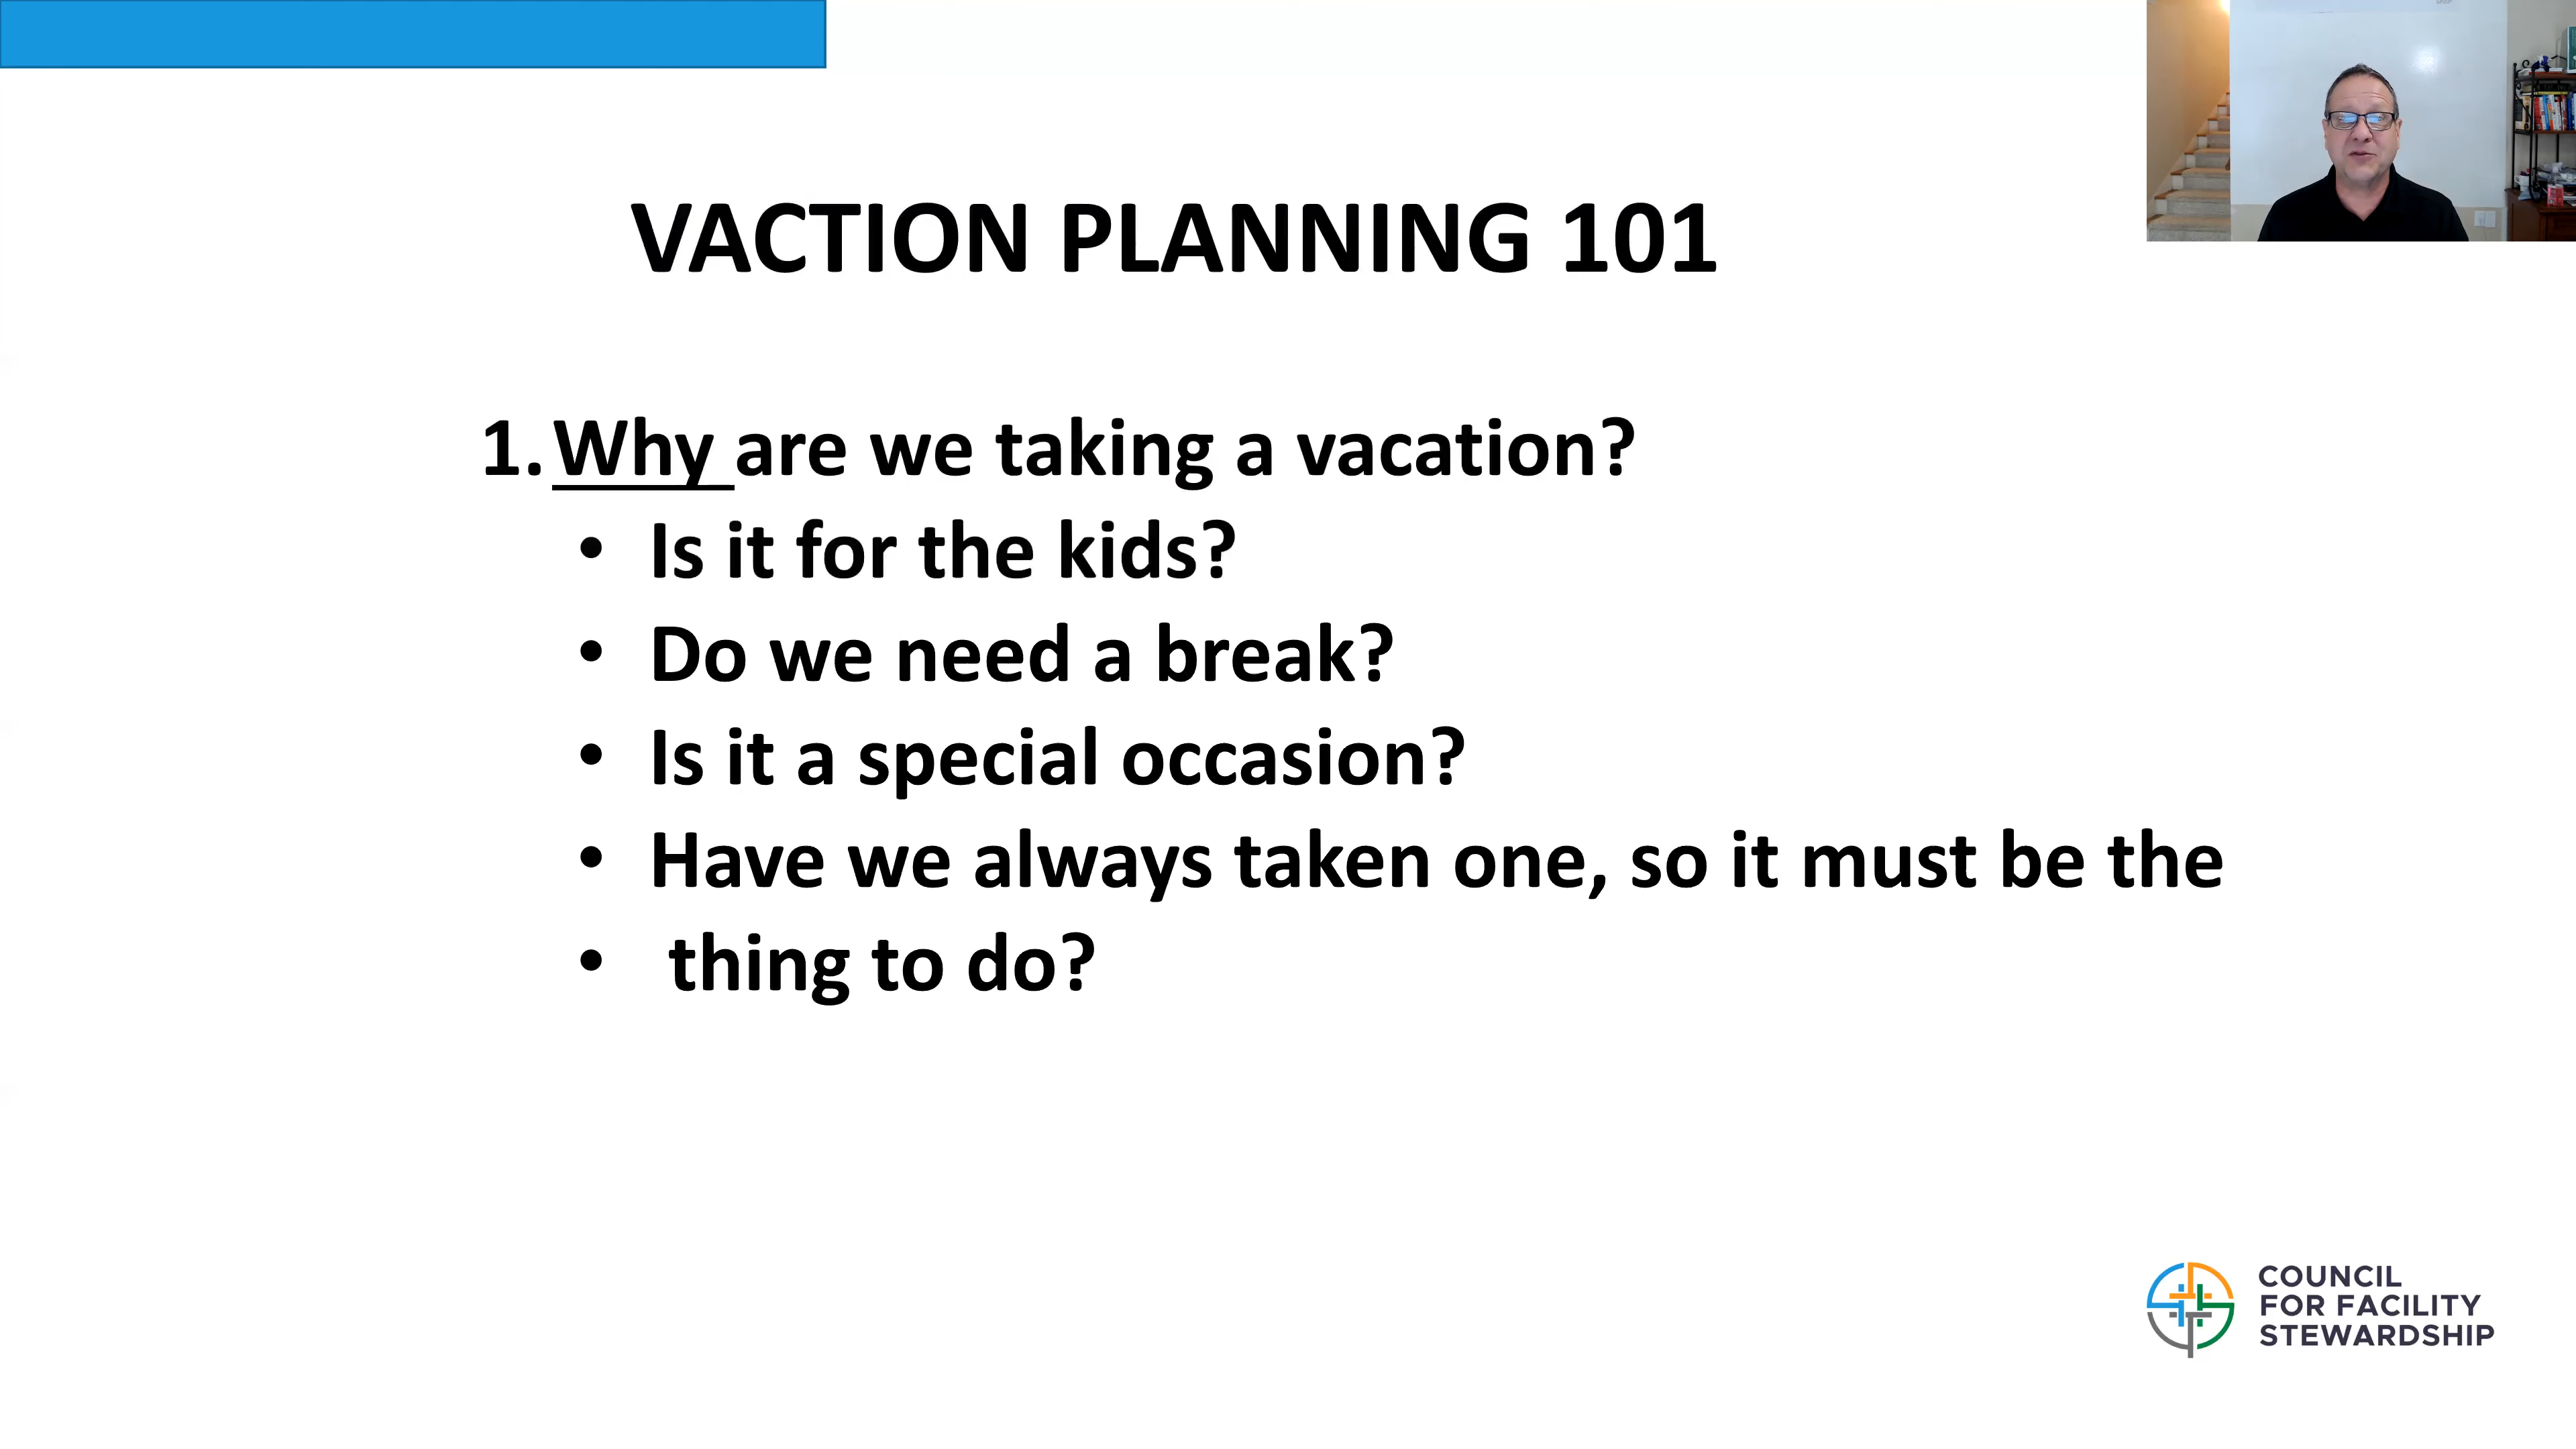 VACTION PLANNING 101
1. Why are we taking a vacation?
• Is it for the kids?
• Do we need a break?
• Is it a special occasion?
• Have we always taken one, so it must be the
• thing to do?
COUNCIL
FOR FACILITY
STEWARDSHIP